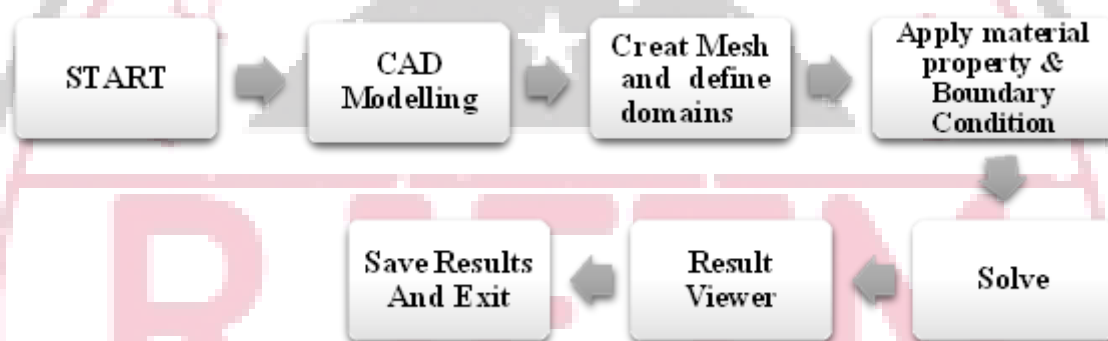 START
CAD
Modelling
Creat Mesh
and define
domains
Apply material
property &
Boundary
Condition
Solve
Result
Viewer
Save Results
And Exit